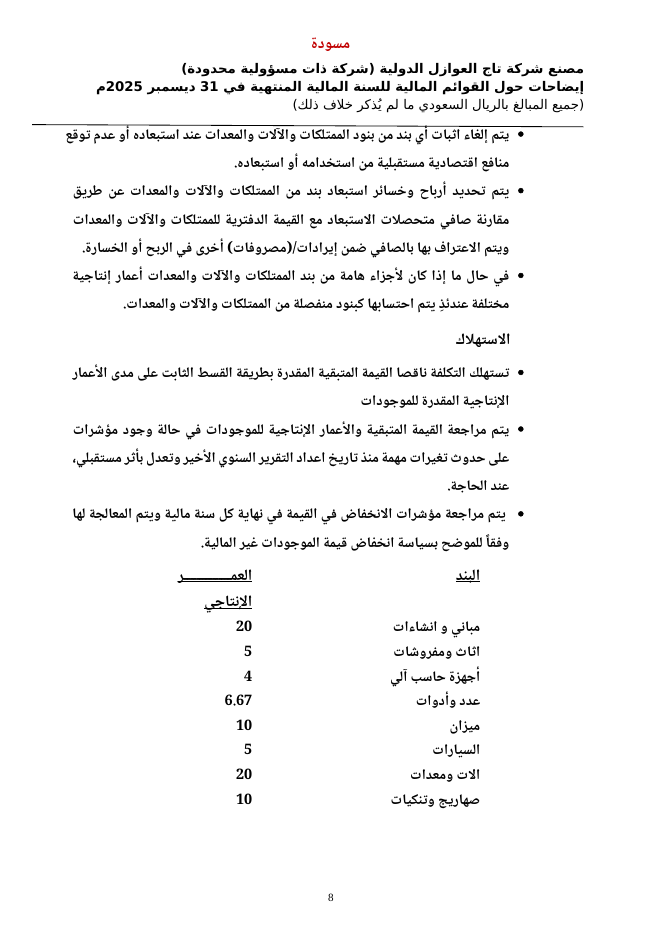 مسودة
مصنع شركة تاج العوازل الدولية (شركة ذات مسؤولية محدودة)
إيضاحات حول القوائم المالية للسنة المالية المنتهية في 31 ديسمبر 2025م
(جميع المبالغ بالريال السعودي ما لم يُذكر خلاف ذلك)
• يتم إلغاء اثبات أي بند من بنود الممتلكات والآلات والمعدات عند استبعاده أو عدم توقع
منافع اقتصادية مستقبلية من استخدامه أو استبعاده.
• يتم تحديد أرباح وخسائر استبعاد بند من الممتلكات والآلات والمعدات عن طريق
مقارنة صافي متحصلات الاستبعاد مع القيمة الدفترية للممتلكات والآلات والمعدات
ويتم الاعتراف بها بالصافي ضمن إيرادات/(مصروفات) أخرى في الربح أو الخسارة.
• في حال ما إذا كان لأجزاء هامة من بند الممتلكات والآلات والمعدات أعمار إنتاجية
مختلفة عندئذٍ يتم احتسابها كبنود منفصلة من الممتلكات والآلات والمعدات.
الاستهلاك
• تستهلك التكلفة ناقصا القيمة المتبقية المقدرة بطريقة القسط الثابت على مدى الأعمار
الإنتاجية المقدرة للموجودات
• يتم مراجعة القيمة المتبقية والأعمار الإنتاجية للموجودات في حالة وجود مؤشرات
على حدوث تغيرات مهمة منذ تاريخ اعداد التقرير السنوي الأخير وتعدل بأثر مستقبلي،
عند الحاجة.
• يتم مراجعة مؤشرات الانخفاض في القيمة في نهاية كل سنة مالية ويتم المعالجة لها
وفقاً للموضح بسياسة انخفاض قيمة الموجودات غير المالية.
البند العمـــــــــــر
الإنتاجي
مباني و انشاءات 20
اثاث ومفروشات 5
أجهزة حاسب آلي 4
عدد وأدوات 6.67
ميزان 10
السيارات 5
الات ومعدات 20
صهاريج وتنكيات 10
8